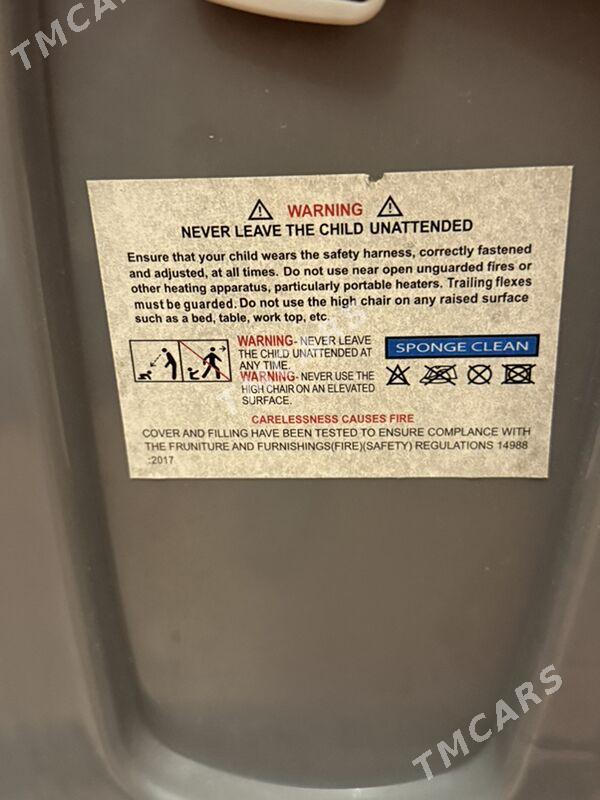 TMCARS
WARNING
NEVER LEAVE THE CHILD UNATTENDED
Ensure that your child wears the safety harness, correctly fastened
and adjusted, at all times. Do not use near open unguarded fires or
other heating apparatus, particularly portable heaters. Trailing flexes
must be guarded. Do not use the high chair on any raised surface
such as a bed, table, work top, etc.
WARNING- NEVER LEAVE
THE CHILD UNATTENDED AT
ANY TIME.
WARNING- NEVER USE THE
HIGH CHAIR ON AN ELEVATED
SURFACE.
SPONGE CLEAN
TMCARS
CARELESSNESS CAUSES FIRE
COVER AND FILLING HAVE BEEN TESTED TO ENSURE COMPLANCE WITH
THE FRUNITURE AND FURNISHINGS(FIRE)(SAFETY) REGULATIONS 14988
:2017
TMCARS